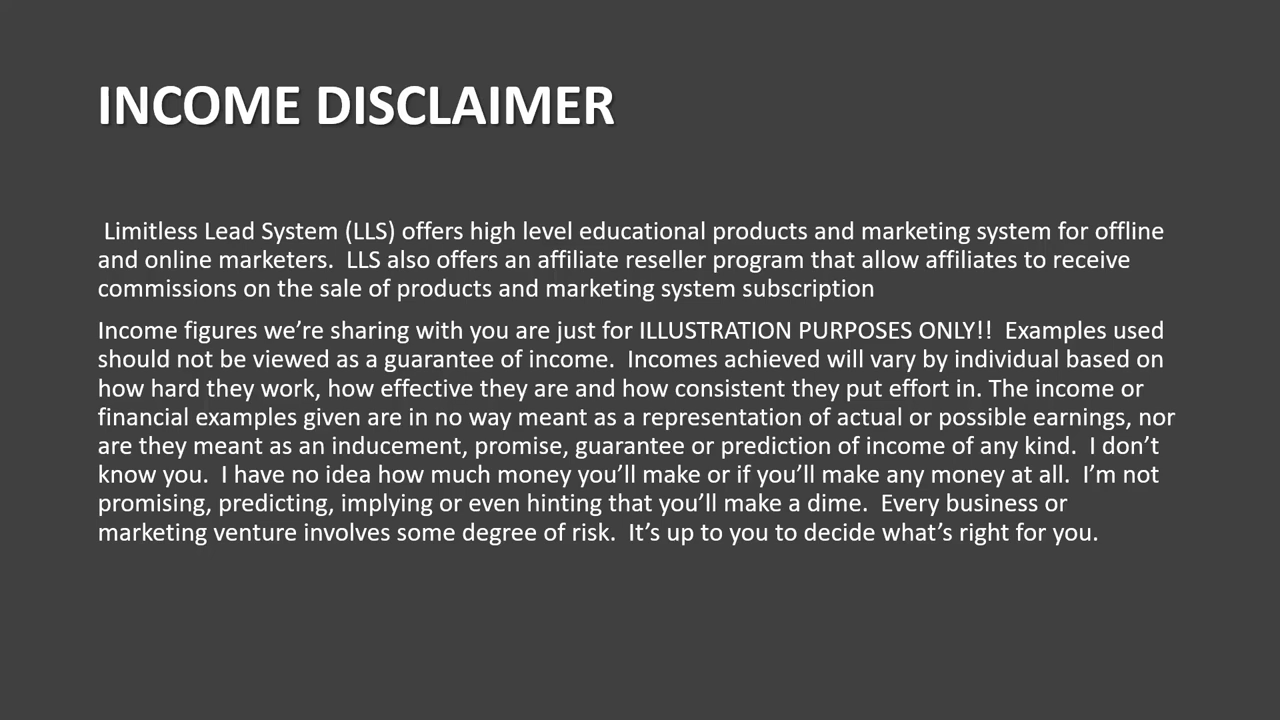 INCOME DISCLAIMER
Limitless Lead System (LLS) offers high level educational products and marketing system for offline
and online marketers.  LLS also offers an affiliate reseller program that allow affiliates to receive
commissions on the sale of products and marketing system subscription
Income figures we’re sharing with you are just for ILLUSTRATION PURPOSES ONLY!!  Examples used
should not be viewed as a guarantee of income.  Incomes achieved will vary by individual based on
how hard they work, how effective they are and how consistent they put effort in. The income or
financial examples given are in no way meant as a representation of actual or possible earnings, nor
are they meant as an inducement, promise, guarantee or prediction of income of any kind.  I don’t
know you.  I have no idea how much money you’ll make or if you’ll make any money at all.  I’m not
promising, predicting, implying or even hinting that you’ll make a dime.  Every business or
marketing venture involves some degree of risk.  It’s up to you to decide what’s right for you.